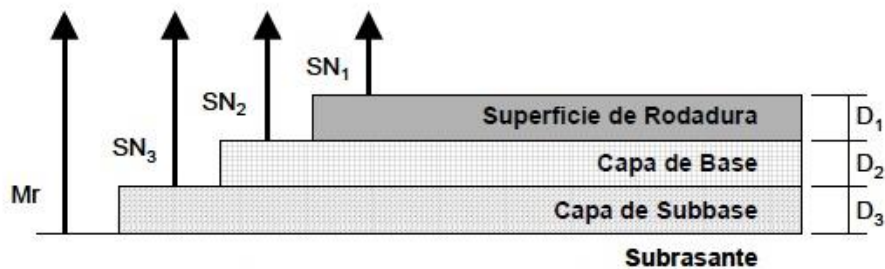 SN₁
Superficie de Rodadura
D₁
SN₂
Capa de Base
D₂
SN₃
Capa de Subbase
D₃
Mr
Subrasante